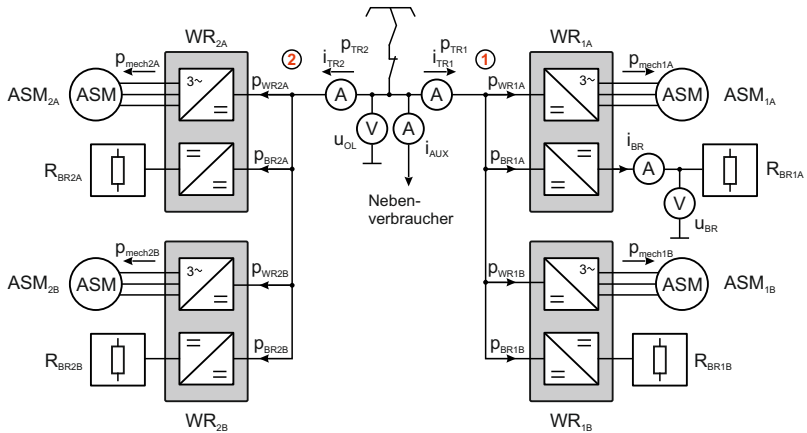 WR2A
2
pTR2
pTR1
1
WR1A
pmech2A
iTR2
iTR1
pmech1A
ASM2A
ASM
3~
pWR2A
A
A
pWR1A
3~
ASM
ASM1A
V
A
uOL
iAUX
RBR2A
pBR2A
pBR1A
iBR
A
RBR1A
Neben-
verbraucher
V
uBR
pmech2B
pmech1B
ASM2B
ASM
3~
pWR2B
pWR1B
3~
ASM
ASM1B
RBR2B
pBR2B
pBR1B
RBR1B
WR2B
WR1B